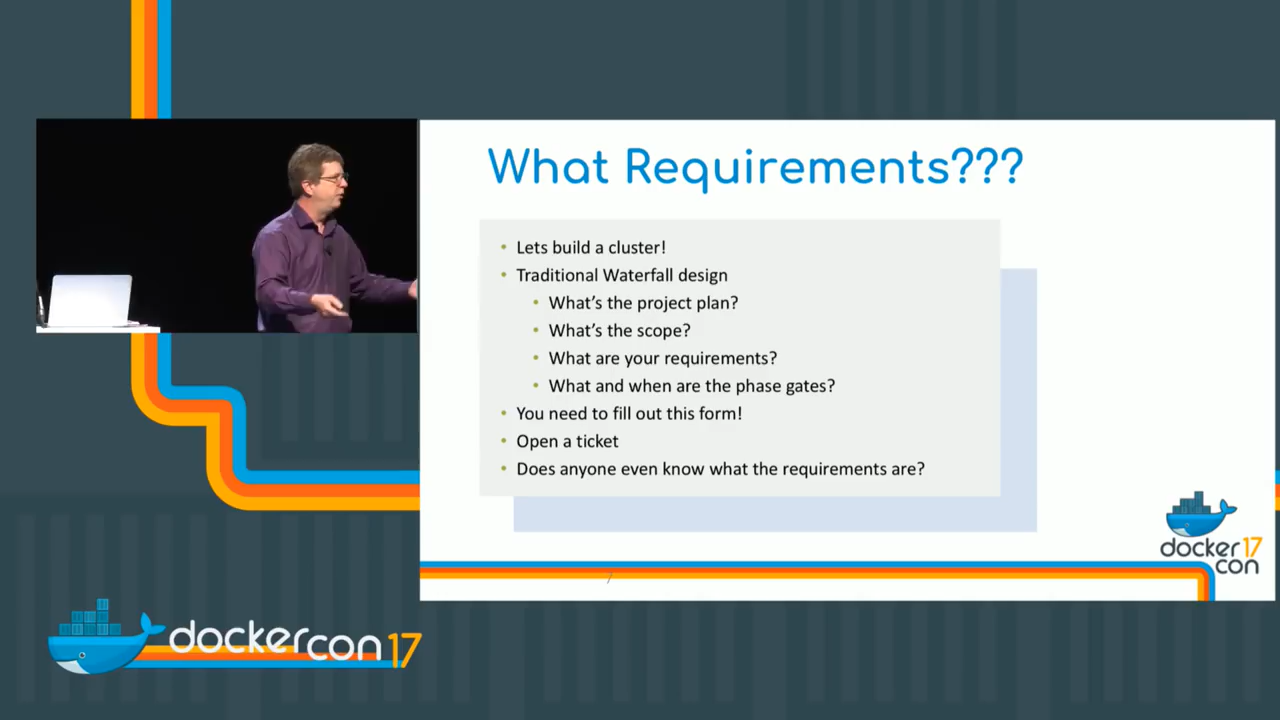 What Requirements???
• Lets build a cluster!
• Traditional Waterfall design
• What's the project plan?
• What's the scope?
• What are your requirements?
• What and when are the phase gates?
• You need to fill out this form!
• Open a ticket
• Does anyone even know what the requirements are?
docker 17
con
dockercon 17